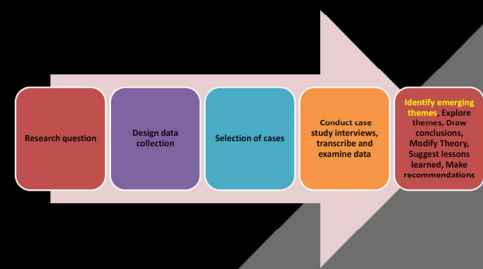 Research question
Design data
collection
Selection of cases
Conduct case
study interviews,
transcribe and
examine data
Identify emerging
themes, Explore
themes, Draw
conclusions,
Modify Theory,
Suggest lessons
learned, Make
recommendations